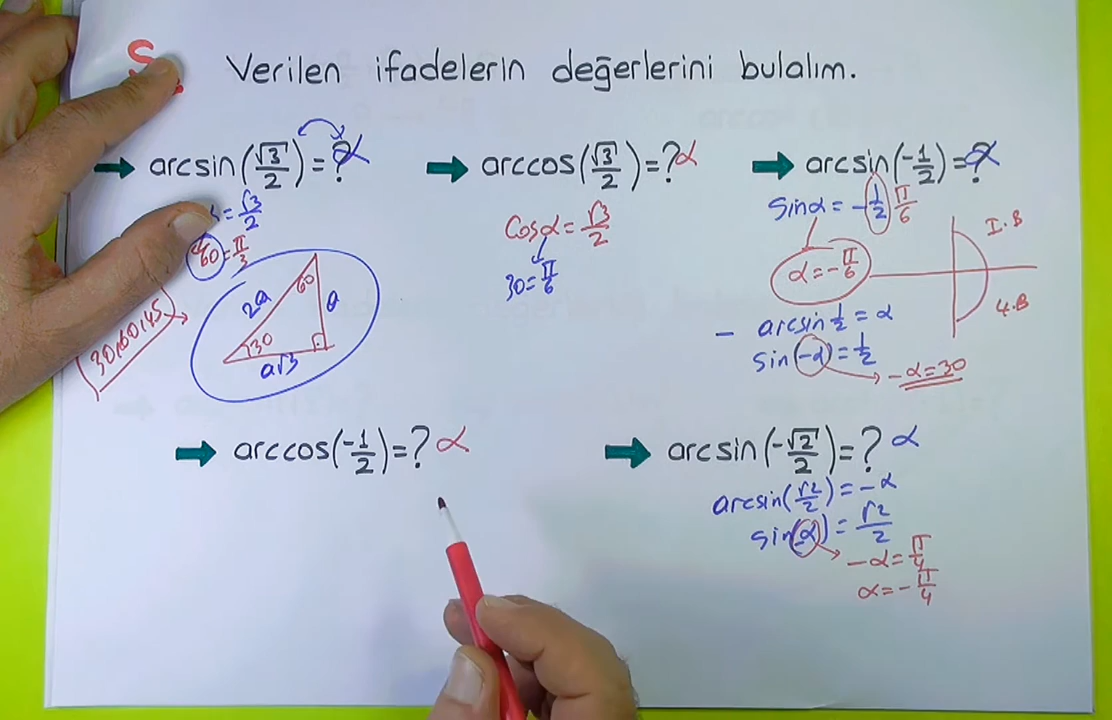 Verilen ifadelerin değerlerini bulalım.
arcsin(√3/2)=? α
= √3/2
60 = π/3
30,60,45
2a 60 a
30
a√3
arccos(√3/2)=? α
Cosα = √3/2
30 = π/6
arcsin(-1/2)=? α
Sinα = -1/2 π/6
α = -π/6
I.B
4.B
- arcsin 1/2 = α
sin(-α) = 1/2
-α = 30
arccos(-1/2)=? α
arcsin(-√2/2)=? α
arcsin(√2/2) = -α
sin(-α) = √2/2
-α = π/4
α = -π/4